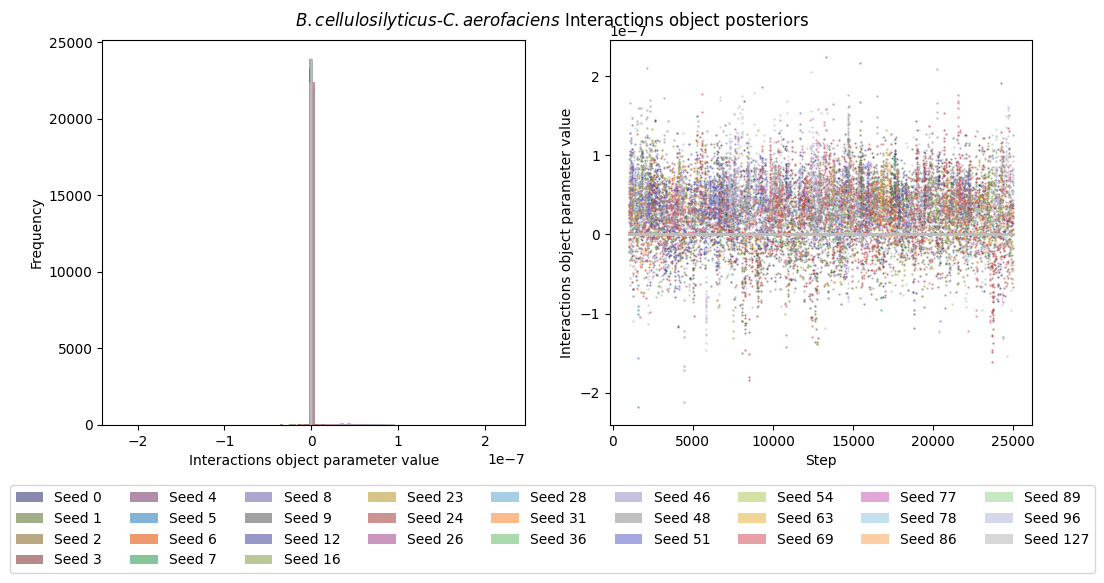 B. cellulosilyticus-C. aerofaciens Interactions object posteriors
25000
20000
15000
10000
5000
0
Frequency
−2 −1 0 1 2
1e−7
Interactions object parameter value
1e−7
2
1
0
−1
−2
Interactions object parameter value
0 5000 10000 15000 20000 25000
Step
Seed 0 Seed 4 Seed 8 Seed 23 Seed 28 Seed 46 Seed 54 Seed 77 Seed 89
Seed 1 Seed 5 Seed 9 Seed 24 Seed 31 Seed 48 Seed 63 Seed 78 Seed 96
Seed 2 Seed 6 Seed 12 Seed 26 Seed 36 Seed 51 Seed 69 Seed 86 Seed 127
Seed 3 Seed 7 Seed 16